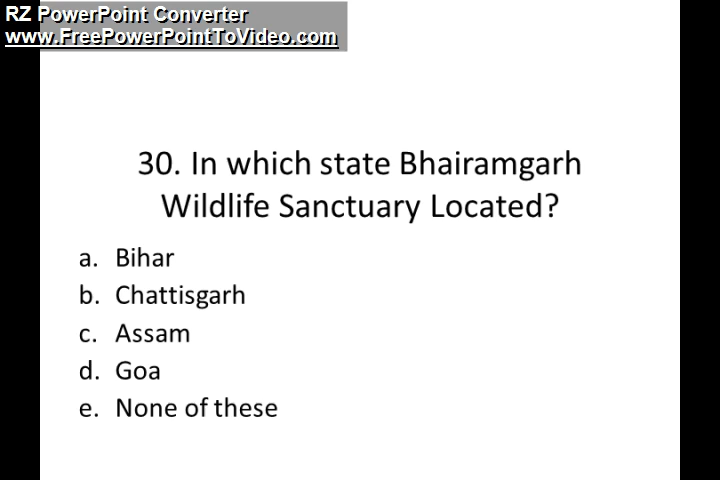 RZ PowerPoint Converter
www.FreePowerPointToVideo.com
30. In which state Bhairamgarh
Wildlife Sanctuary Located?
a. Bihar
b. Chattisgarh
c. Assam
d. Goa
e. None of these